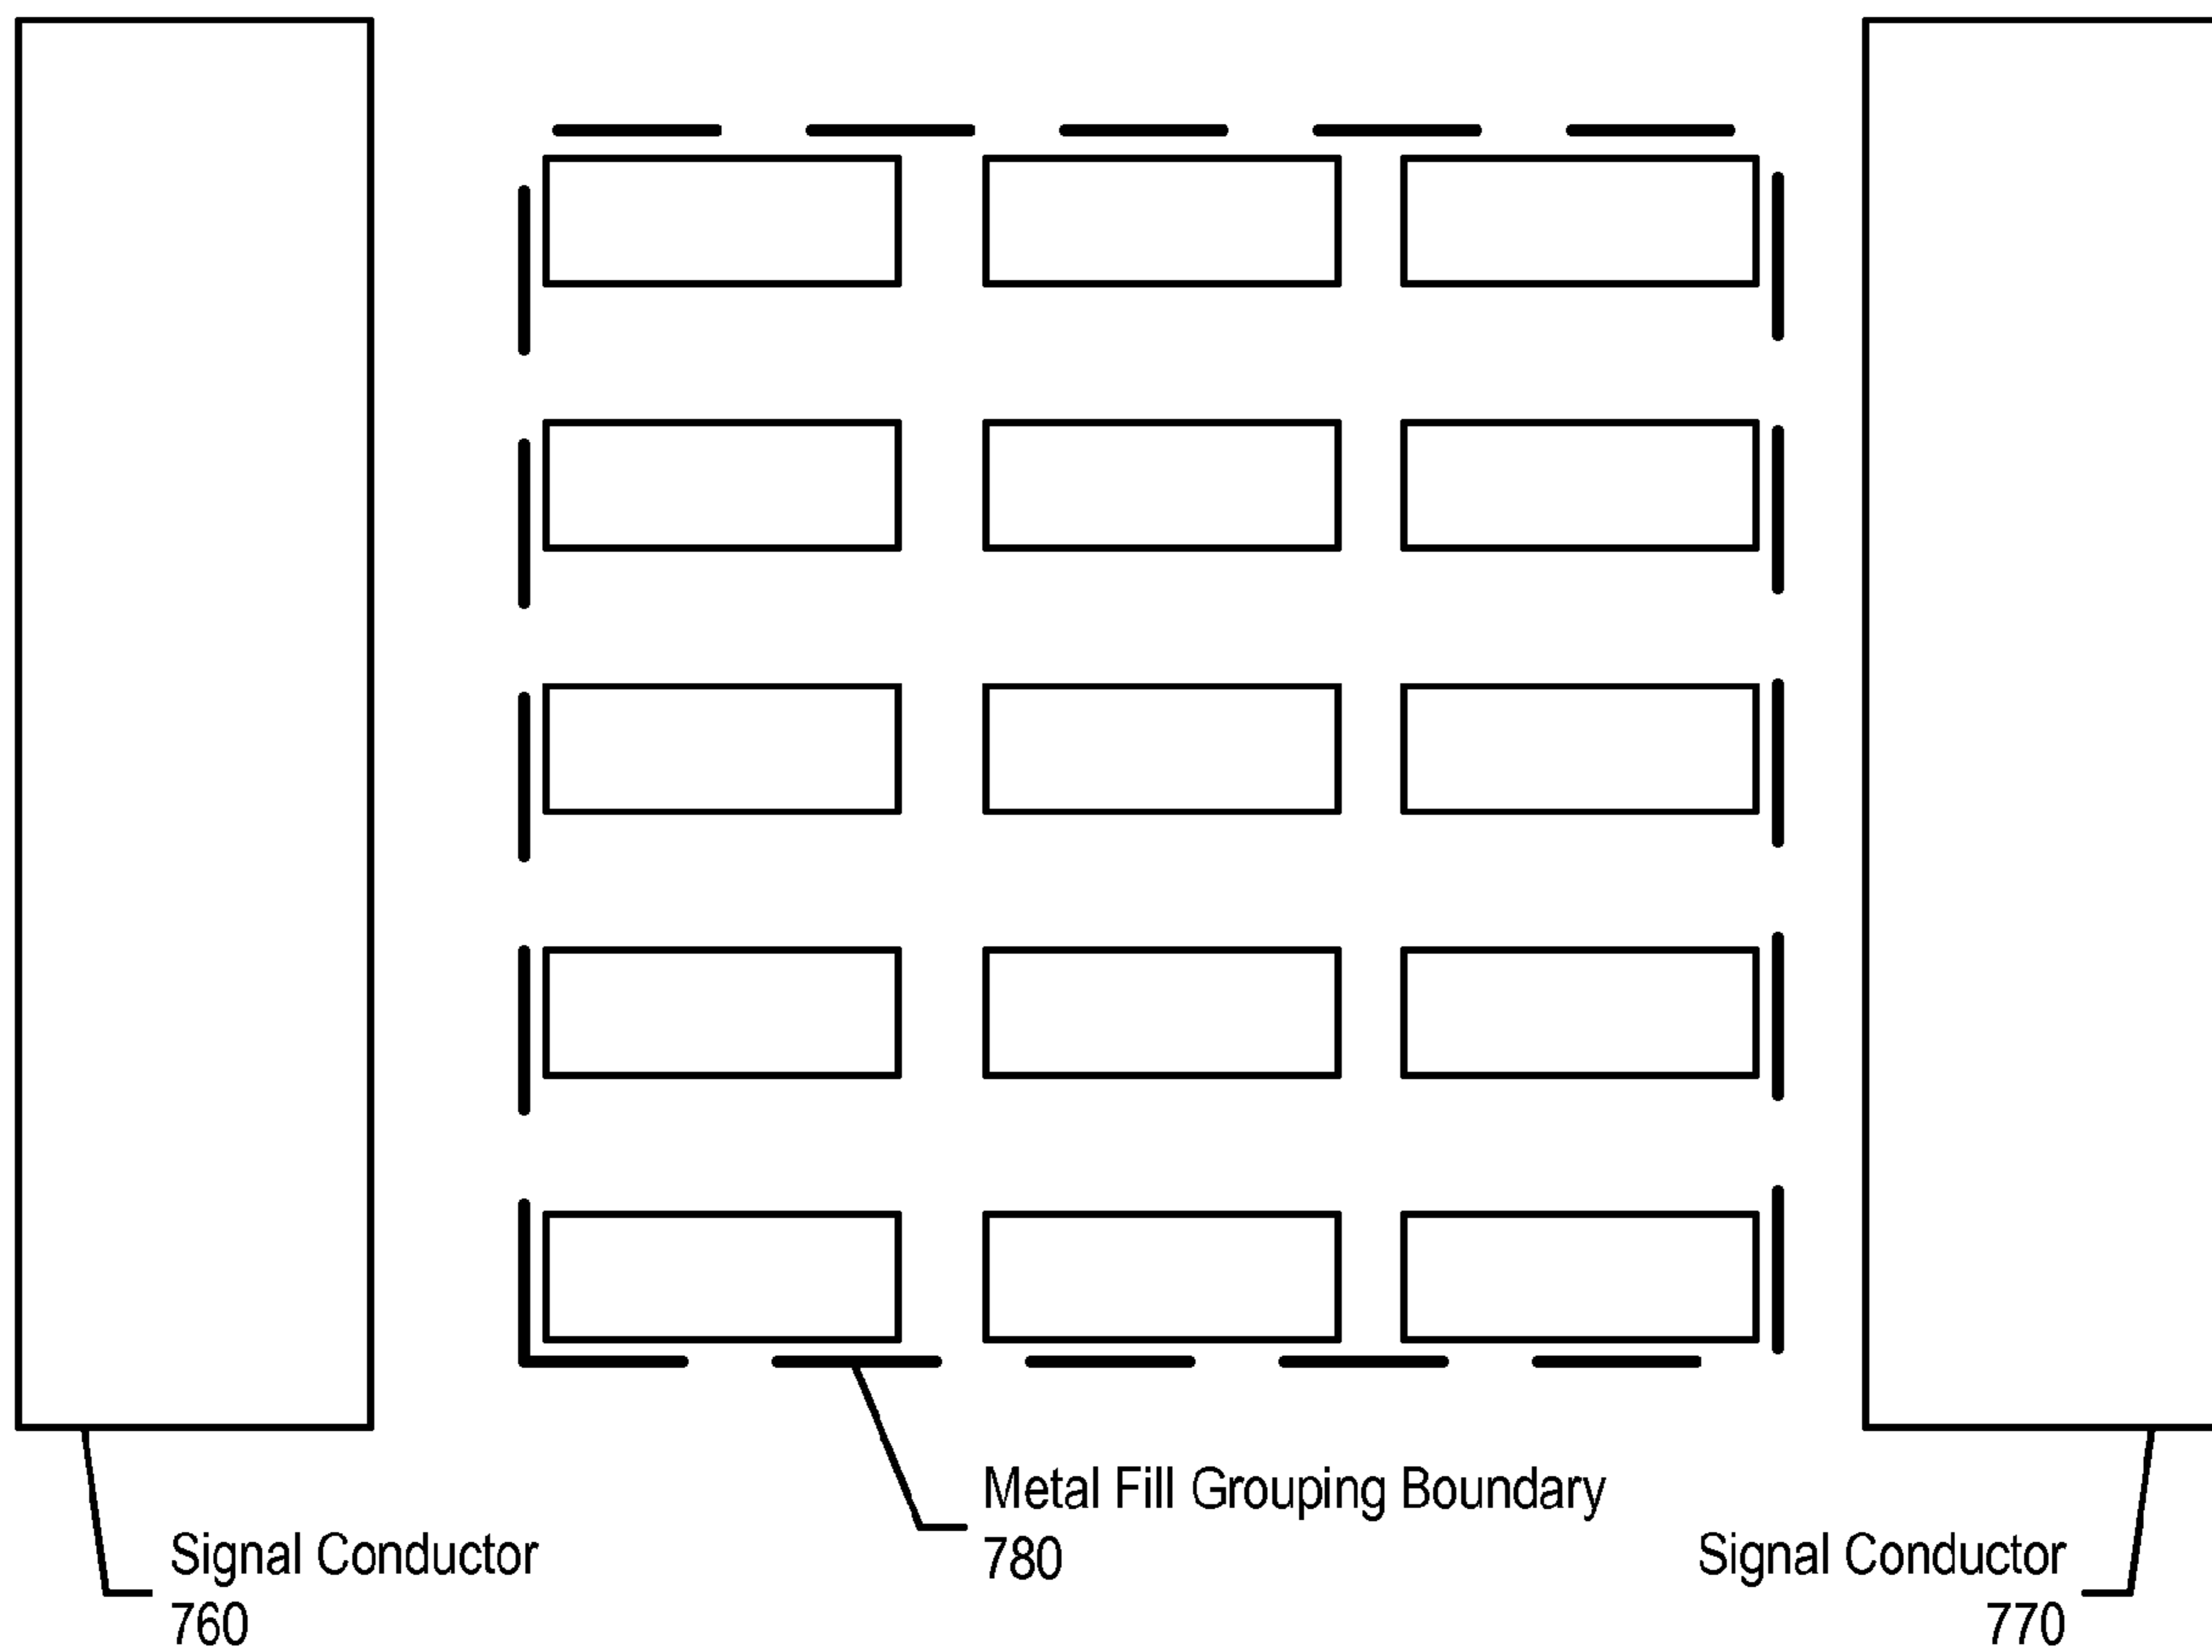 Metal Fill Grouping Boundary
780
Signal Conductor
760
Signal Conductor
770